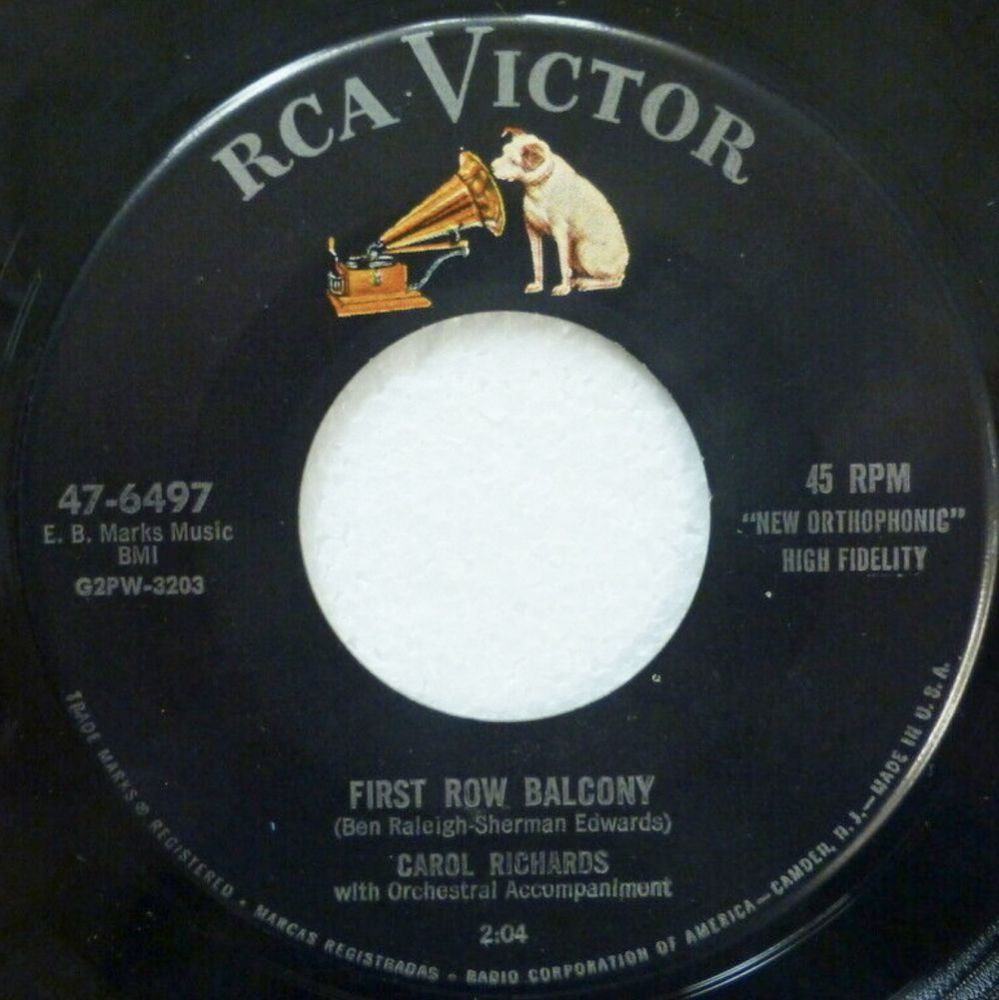 RCA VICTOR
47-6497
E. B. Marks Music
BMI
G2PW-3203
45 RPM
"NEW ORTHOPHONIC"
HIGH FIDELITY
FIRST ROW BALCONY
(Ben Raleigh-Sherman Edwards)
CAROL RICHARDS
with Orchestral Accompaniment
2:04
TRADE MARKS ® REGISTERED • MARCAS REGISTRADAS • RADIO CORPORATION OF AMERICA—CAMDEN, N. J.—MADE IN U. S. A.